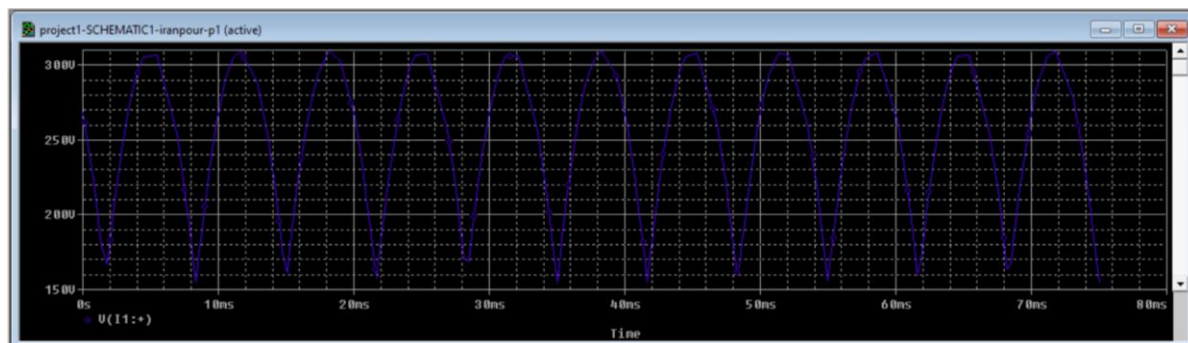 project1-SCHEMATIC1-iranpour-p1 (active)
300V
250V
200V
150V
0s 10ms 20ms 30ms 40ms 50ms 60ms 70ms 80ms
V(I1:+)
Time